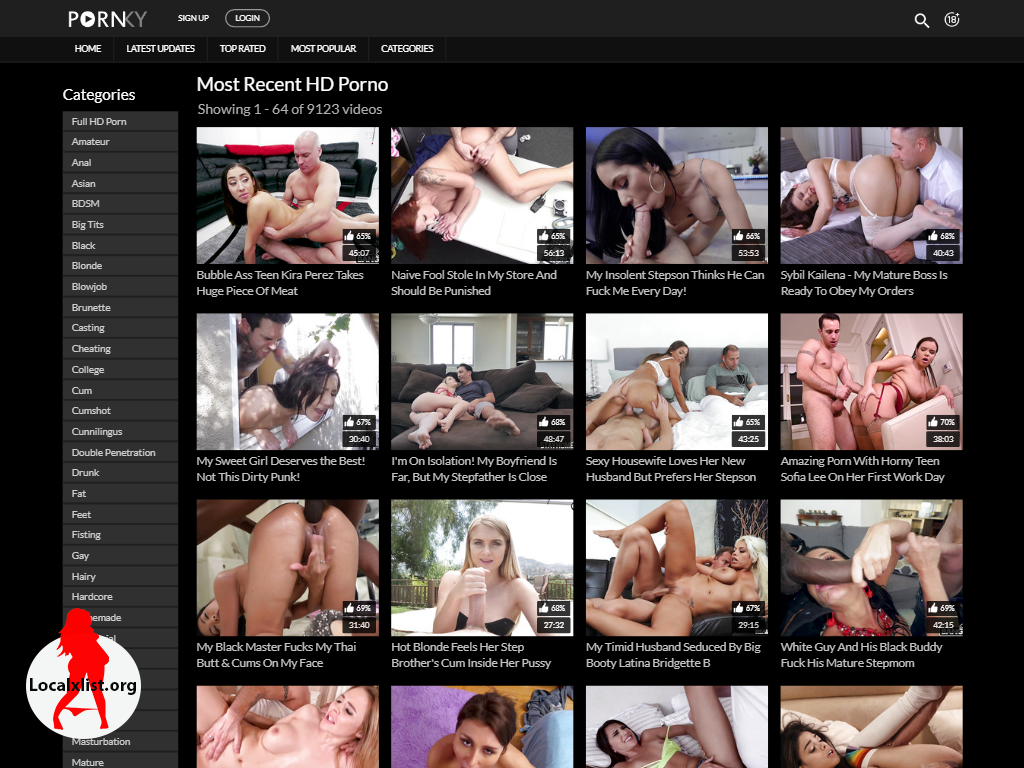 PORNKY
SIGN UP
LOGIN
18+
HOME
LATEST UPDATES
TOP RATED
MOST POPULAR
CATEGORIES
Categories
Full HD Porn
Amateur
Anal
Asian
BDSM
Big Tits
Black
Blonde
Blowjob
Brunette
Casting
Cheating
College
Cum
Cumshot
Cunnilingus
Double Penetration
Drunk
Fat
Feet
Fisting
Gay
Hairy
Hardcore
Masturbation
Mature
Localxlist.org
Most Recent HD Porno
Showing 1 - 64 of 9123 videos
65%
45:07
Bubble Ass Teen Kira Perez Takes
Huge Piece Of Meat
65%
56:13
Naive Fool Stole In My Store And
Should Be Punished
66%
53:53
My Insolent Stepson Thinks He Can
Fuck Me Every Day!
68%
40:43
Sybil Kailena - My Mature Boss Is
Ready To Obey My Orders
67%
30:40
My Sweet Girl Deserves the Best!
Not This Dirty Punk!
68%
48:47
I'm On Isolation! My Boyfriend Is
Far, But My Stepfather Is Close
65%
43:25
Sexy Housewife Loves Her New
Husband But Prefers Her Stepson
70%
38:03
Amazing Porn With Horny Teen
Sofia Lee On Her First Work Day
69%
31:40
My Black Master Fucks My Thai
Butt & Cums On My Face
68%
27:32
Hot Blonde Feels Her Step
Brother's Cum Inside Her Pussy
67%
29:15
My Timid Husband Seduced By Big
Booty Latina Bridgette B
69%
42:15
White Guy And His Black Buddy
Fuck His Mature Stepmom